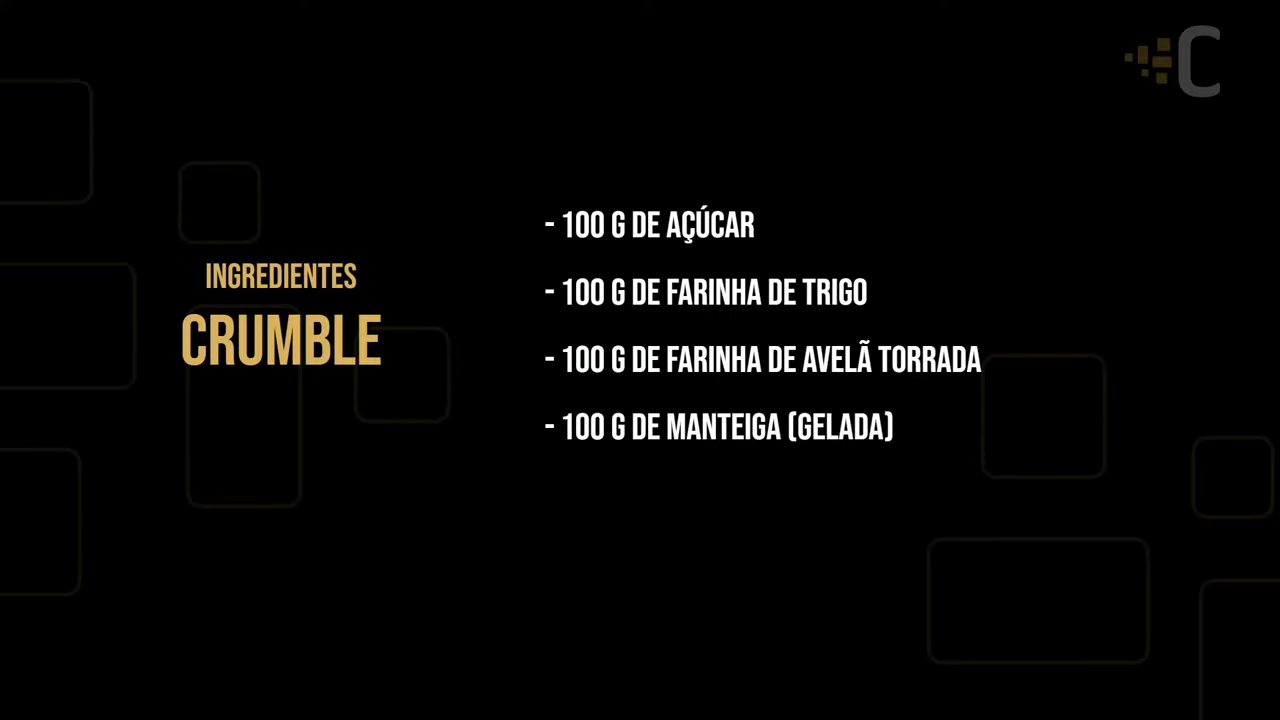 INGREDIENTES
CRUMBLE
- 100 G DE AÇÚCAR
- 100 G DE FARINHA DE TRIGO
- 100 G DE FARINHA DE AVELÃ TORRADA
- 100 G DE MANTEIGA (GELADA)
C